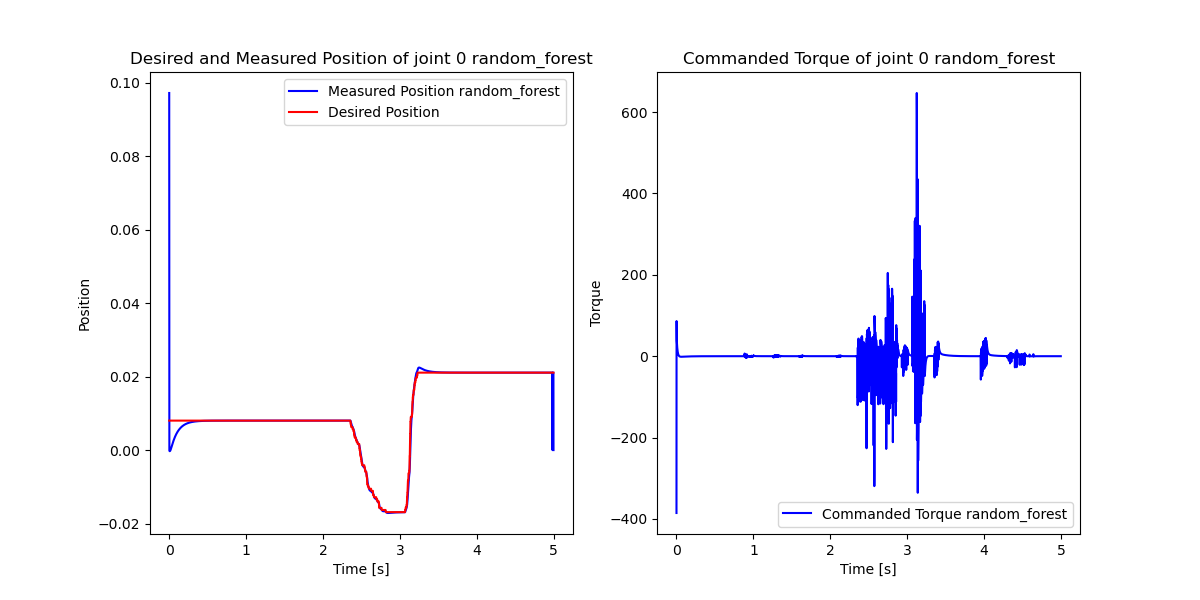 Desired and Measured Position of joint 0 random_forest
Measured Position random_forest
Desired Position
0.10
0.08
0.06
0.04
0.02
0.00
−0.02
Position
0
1
2
3
4
5
Time [s]
Commanded Torque of joint 0 random_forest
600
400
200
0
−200
−400
Torque
Commanded Torque random_forest
0
1
2
3
4
5
Time [s]